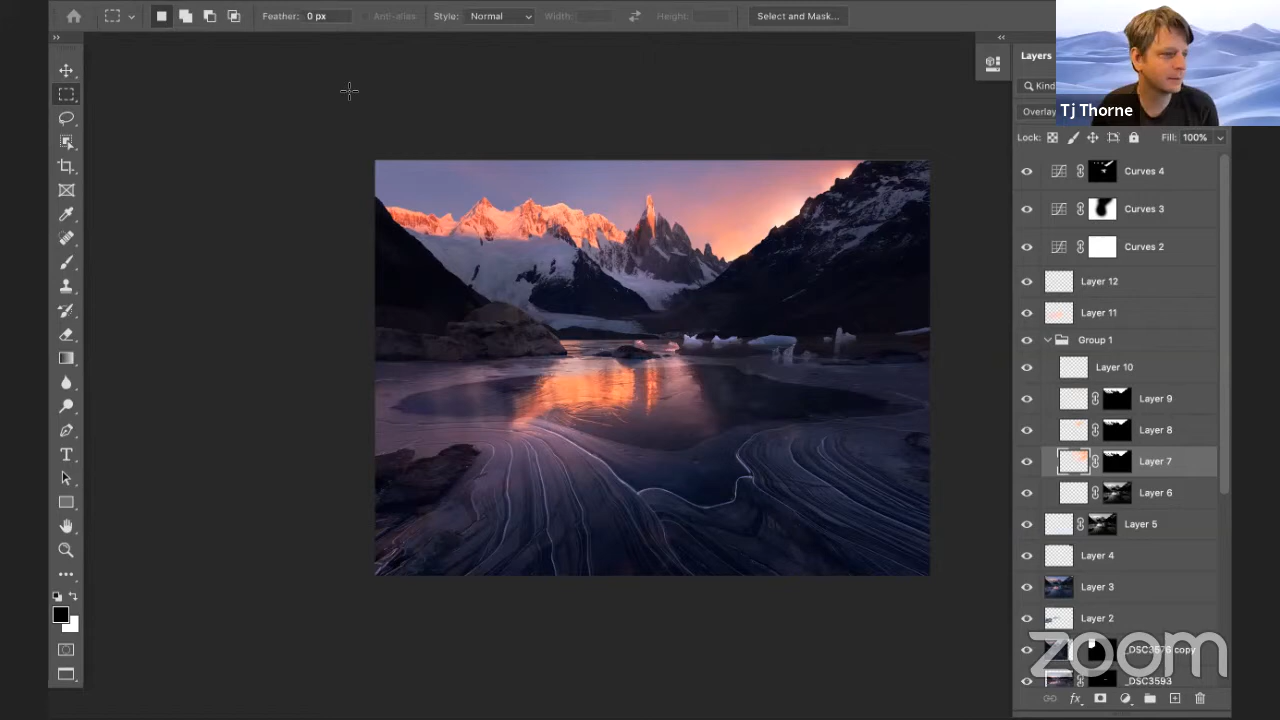 Feather: 0 px Anti-alias Style: Normal Width: Height: Select and Mask...
Layers
Kind
Tj Thorne
Overlay
Lock: Fill: 100%
Curves 4
Curves 3
Curves 2
Layer 12
Layer 11
Group 1
Layer 10
Layer 9
Layer 8
Layer 7
Layer 6
Layer 5
Layer 4
Layer 3
Layer 2
_DSC3576 copy
_DSC3593
zoom
fx